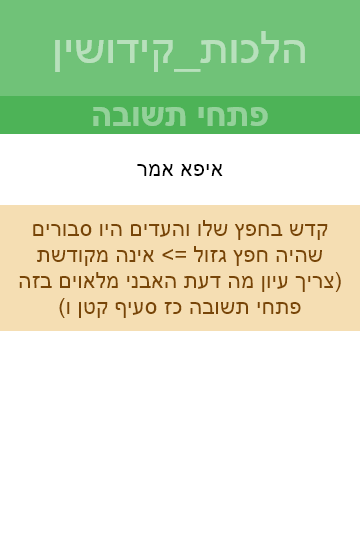 הלכות_קידושין
פתחי תשובה
איפא אמר
קדש בחפץ שלו והעדים היו סבורים
שהיה חפץ גזול => אינה מקודשת
(צריך עיון מה דעת האבני מלאוים בזה
פתחי תשובה כז סעיף קטן ו)